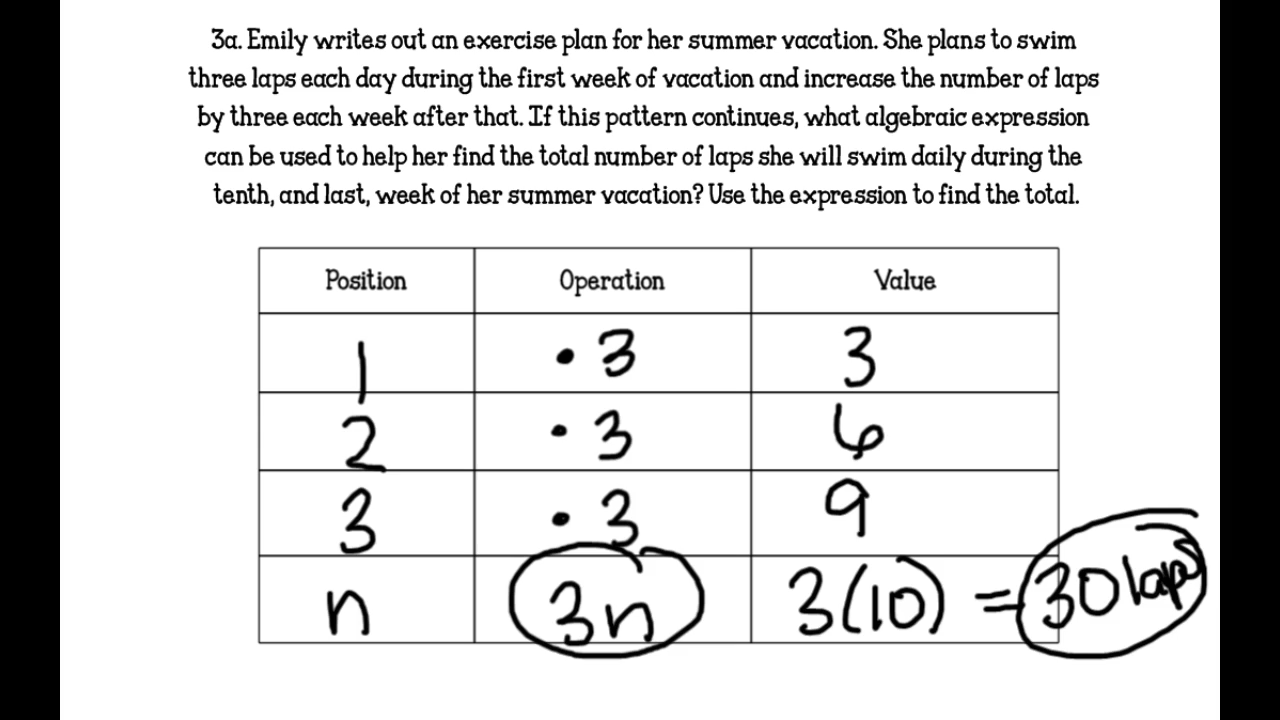 3a. Emily writes out an exercise plan for her summer vacation. She plans to swim
three laps each day during the first week of vacation and increase the number of laps
by three each week after that. If this pattern continues, what algebraic expression
can be used to help her find the total number of laps she will swim daily during the
tenth, and last, week of her summer vacation? Use the expression to find the total.
Position Operation Value
1 • 3 3
2 • 3 6
3 • 3 9
n 3n 3(10) = 30 laps